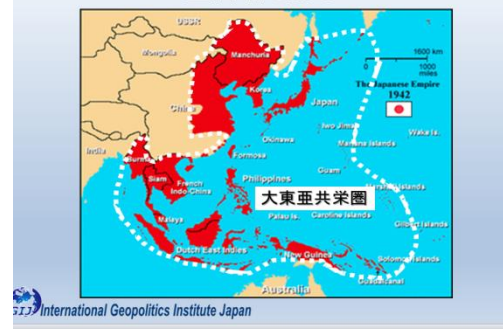 USSR
Mongolia
Manchuria
1600 km
0
1000
miles
The Japanese Empire
1942
Korea
Japan
China
Iwo Jima
Wake Is.
India
Okinawa
Mariana Islands
Burma
Formosa
Guam
Siam
French
Indo-China
Philippines
大東亜共栄圏
Marshall Islands
Malaya
Palau Is.
Caroline Islands
Gilbert Islands
Dutch East Indies
New Guinea
Solomon Islands
Guadalcanal
Australia
International Geopolitics Institute Japan